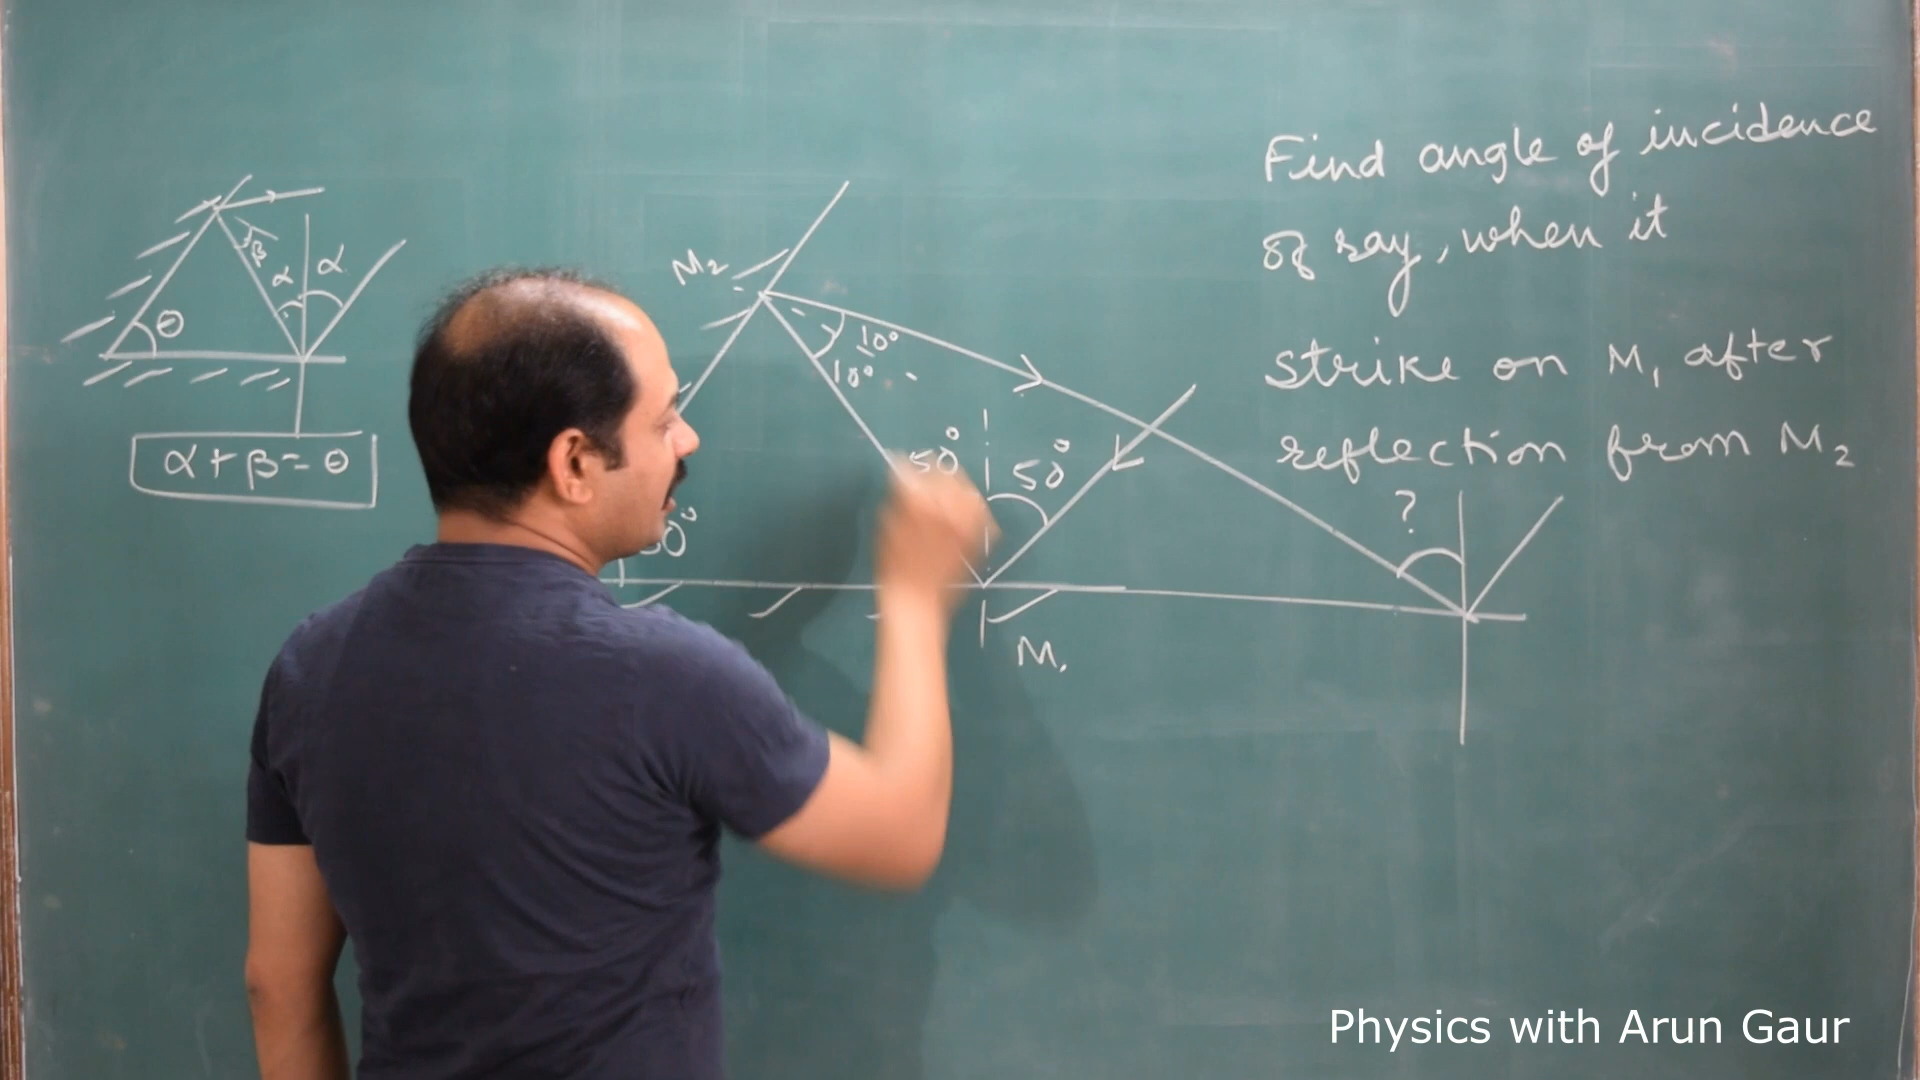 Find angle of incidence
of ray, when it
strike on M1 after
reflection from M2
?
α
α
β
θ
α+β=θ
M2
10°
10°
50°
50°
M1
Physics with Arun Gaur